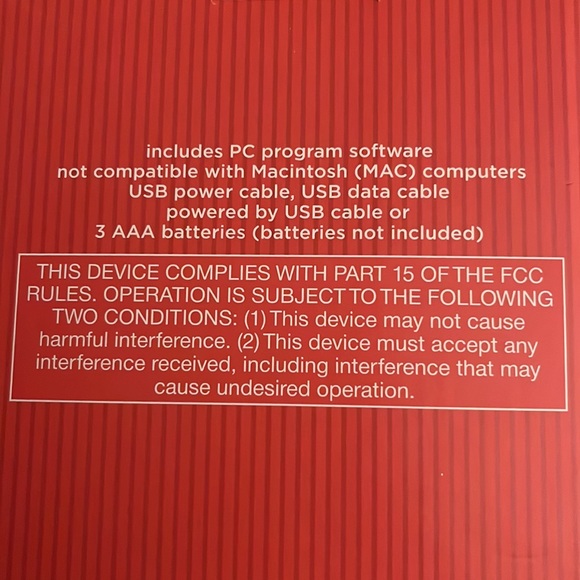 includes PC program software
not compatible with Macintosh (MAC) computers
USB power cable, USB data cable
powered by USB cable or
3 AAA batteries (batteries not included)
THIS DEVICE COMPLIES WITH PART 15 OF THE FCC
RULES. OPERATION IS SUBJECT TO THE FOLLOWING
TWO CONDITIONS: (1) This device may not cause
harmful interference. (2) This device must accept any
interference received, including interference that may
cause undesired operation.